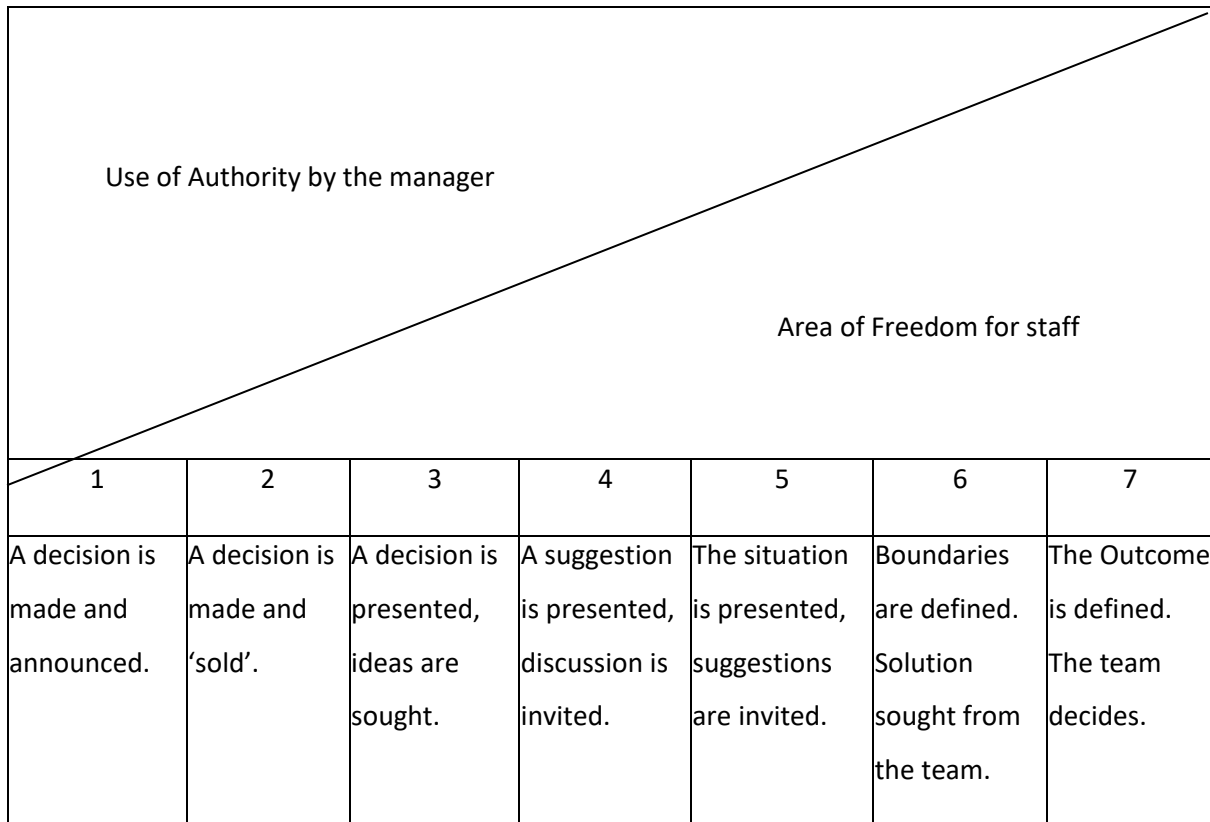 Use of Authority by the manager
Area of Freedom for staff
1 2 3 4 5 6 7
A decision is
made and
announced.
A decision is
made and
‘sold’.
A decision is
presented,
ideas are
sought.
A suggestion
is presented,
discussion is
invited.
The situation
is presented,
suggestions
are invited.
Boundaries
are defined.
Solution
sought from
the team.
The Outcome
is defined.
The team
decides.